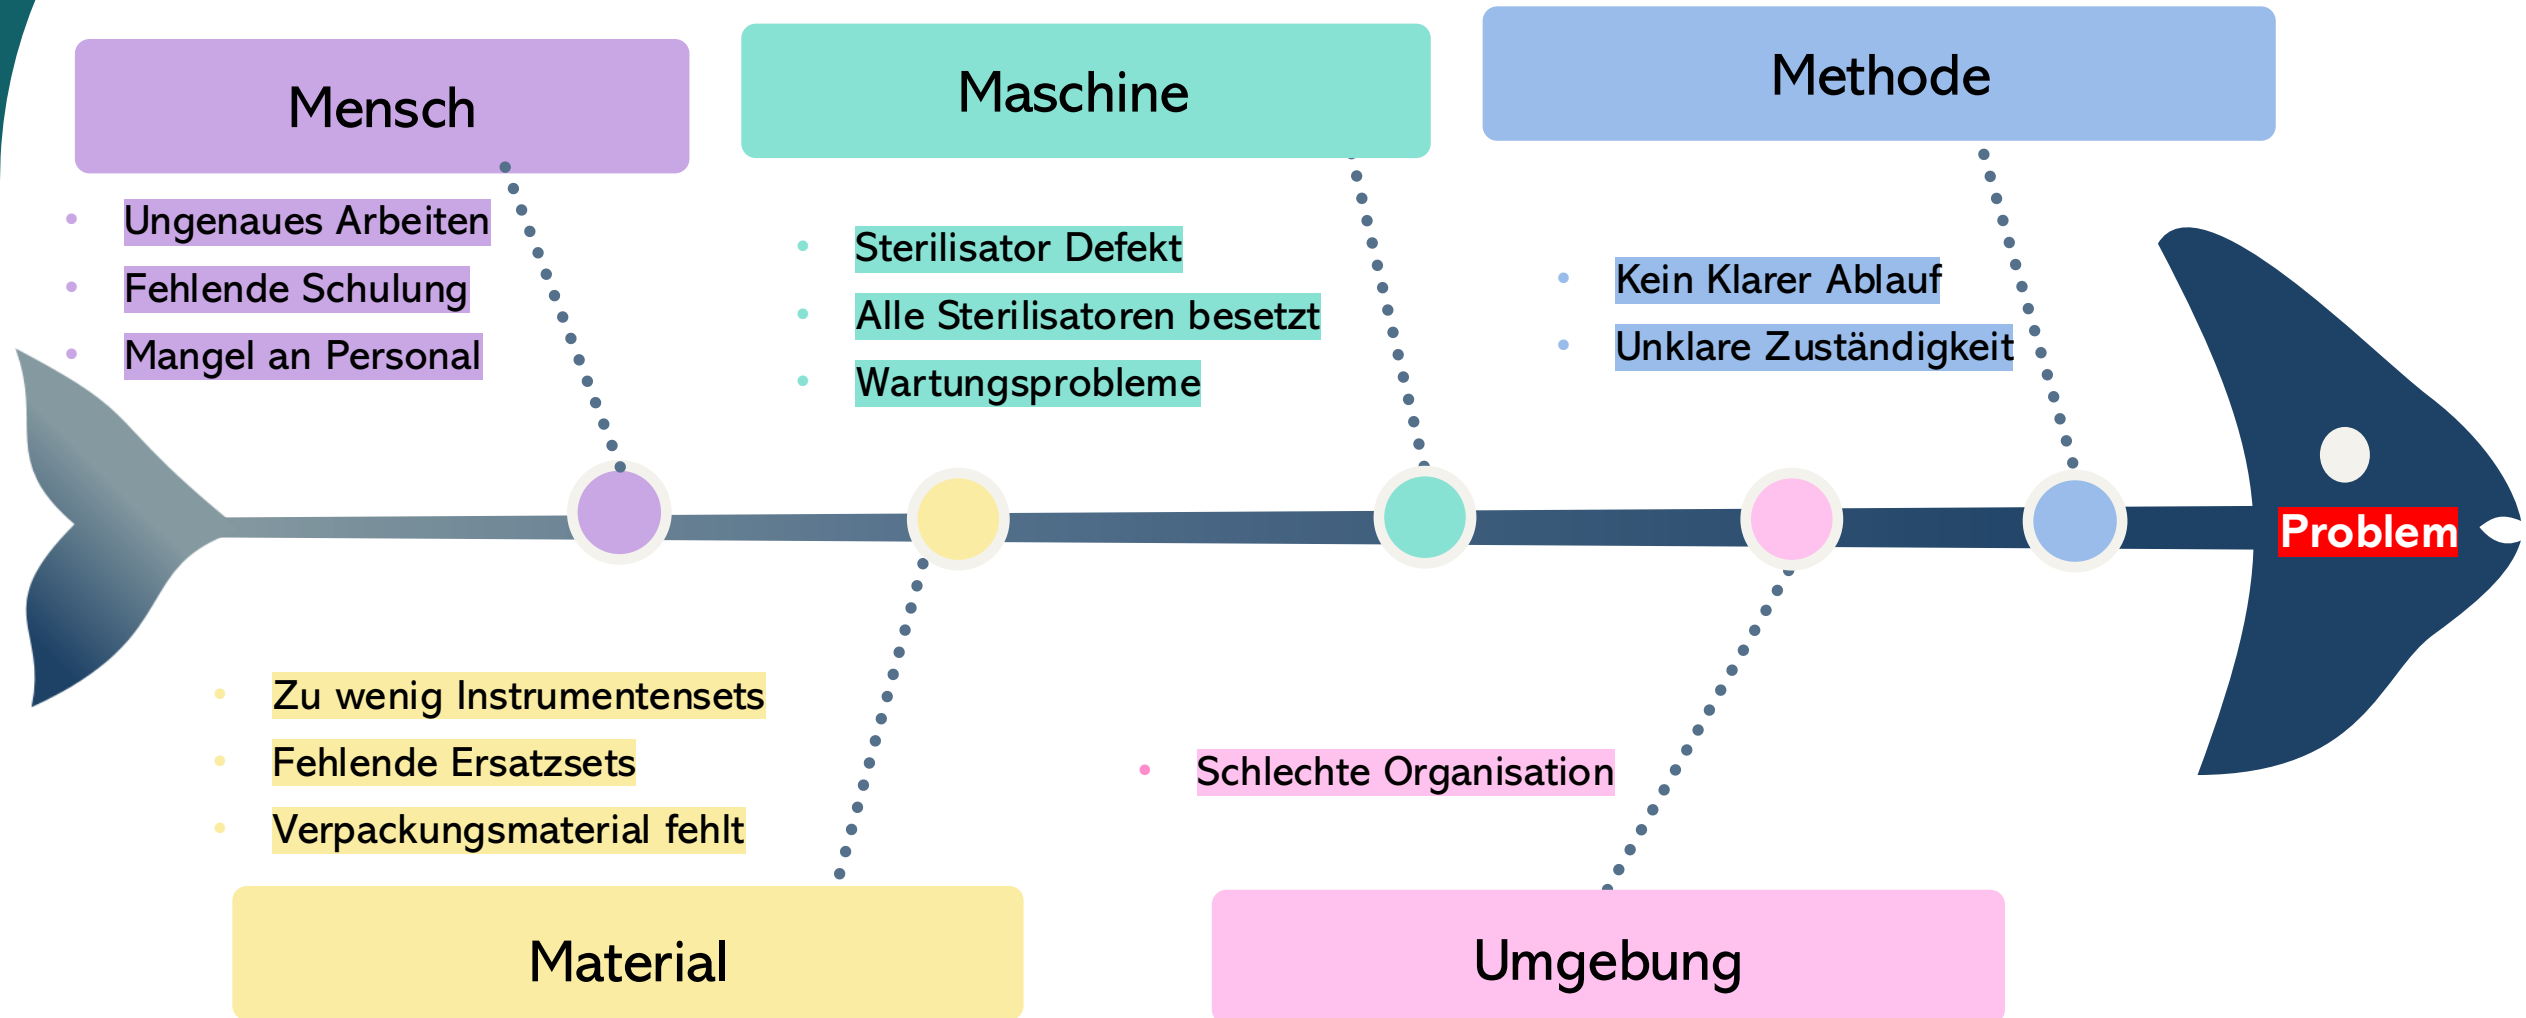 Mensch
Ungenaues Arbeiten
Fehlende Schulung
Mangel an Personal
Maschine
Sterilisator Defekt
Alle Sterilisatoren besetzt
Wartungsprobleme
Methode
Kein Klarer Ablauf
Unklare Zuständigkeit
Problem
Zu wenig Instrumentensets
Fehlende Ersatzsets
Verpackungsmaterial fehlt
Material
Schlechte Organisation
Umgebung